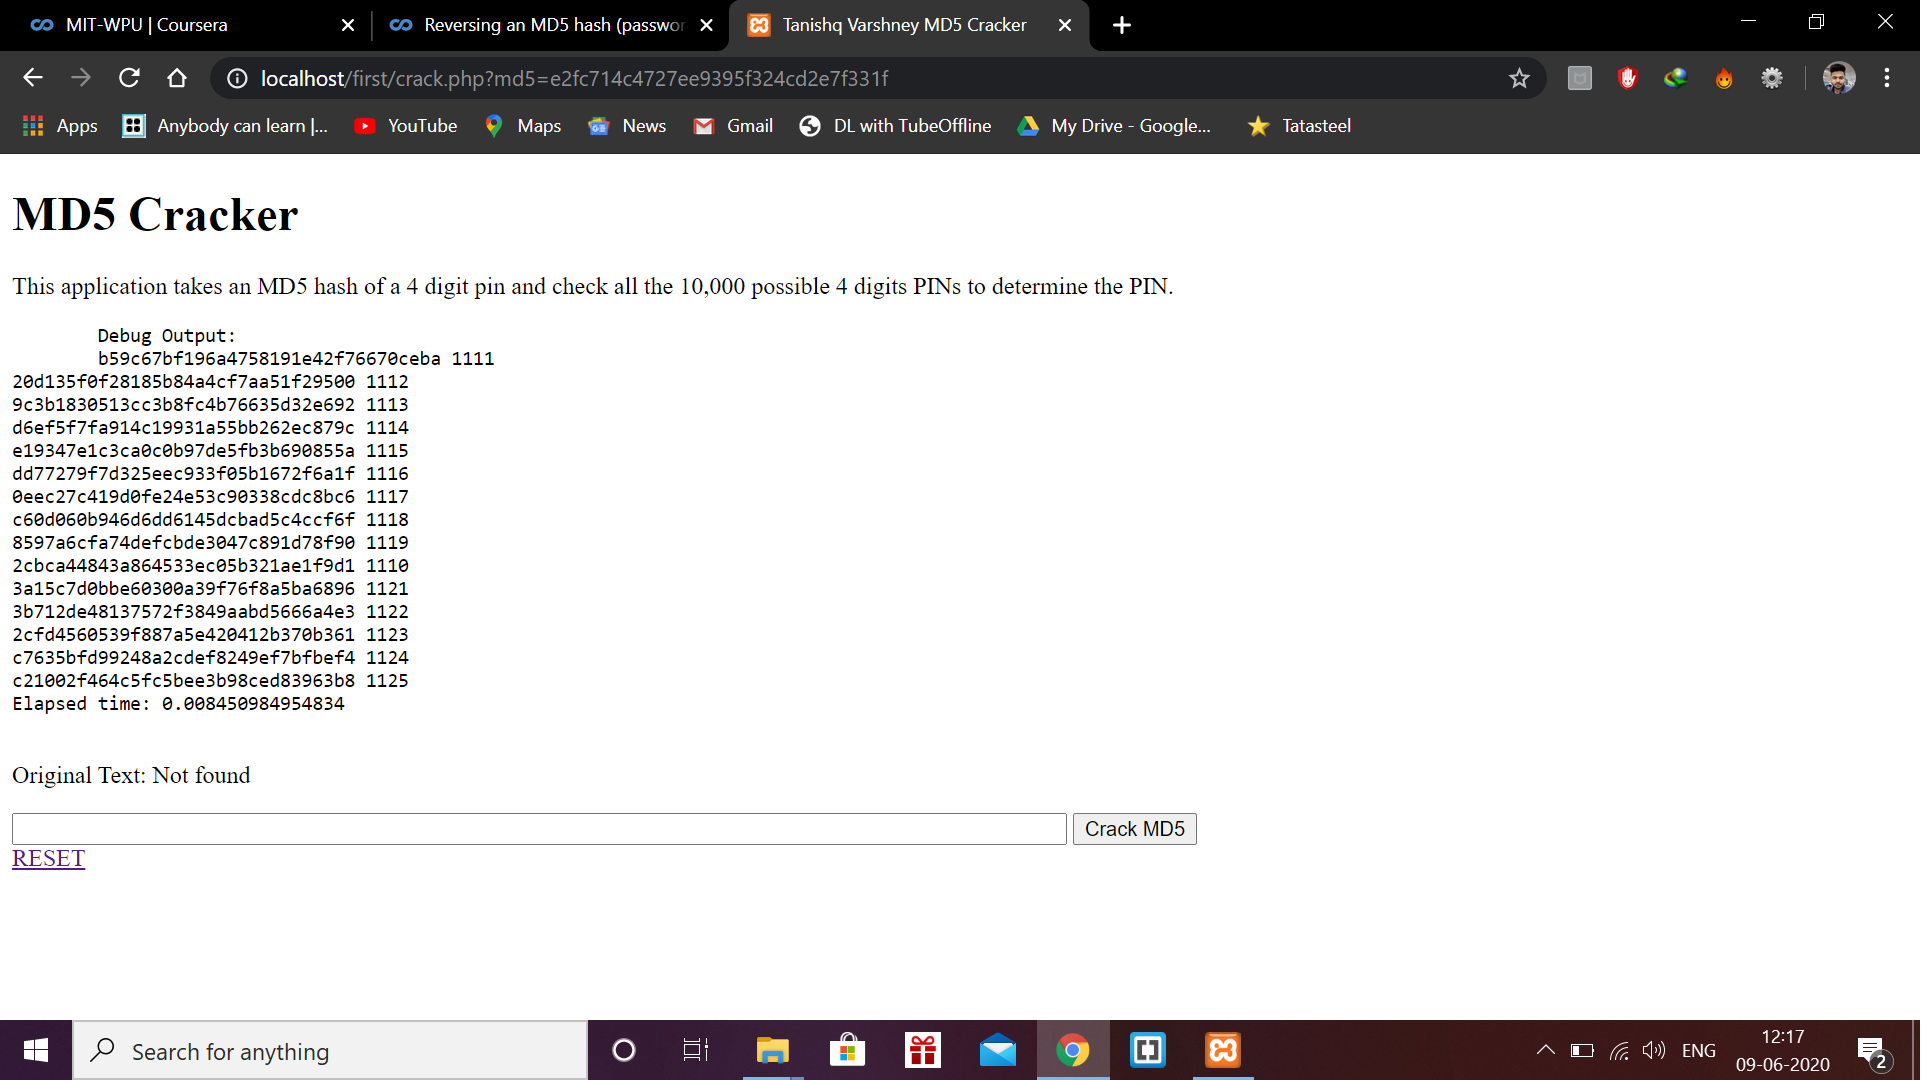 MIT-WPU | Coursera
Reversing an MD5 hash (passwor
Tanishq Varshney MD5 Cracker
localhost/first/crack.php?md5=e2fc714c4727ee9395f324cd2e7f331f
Apps
Anybody can learn |...
YouTube
Maps
News
Gmail
DL with TubeOffline
My Drive - Google...
Tatasteel
MD5 Cracker
This application takes an MD5 hash of a 4 digit pin and check all the 10,000 possible 4 digits PINs to determine the PIN.
Debug Output:
b59c67bf196a4758191e42f76670ceba 1111
20d135f0f28185b84a4cf7aa51f29500 1112
9c3b1830513cc3b8fc4b76635d32e692 1113
d6ef5f7fa914c19931a55bb262ec879c 1114
e19347e1c3ca0c0b97de5fb3b690855a 1115
dd77279f7d325eec933f05b1672f6a1f 1116
0eec27c419d0fe24e53c90338cdc8bc6 1117
c60d060b946d6dd6145dcbad5c4ccf6f 1118
8597a6cfa74defcbde3047c891d78f90 1119
2cbca44843a864533ec05b321ae1f9d1 1110
3a15c7d0bbe60300a39f76f8a5ba6896 1121
3b712de48137572f3849aabd5666a4e3 1122
2cfd4560539f887a5e420412b370b361 1123
c7635bfd99248a2cdef8249ef7bfbef4 1124
c21002f464c5fc5bee3b98ced83963b8 1125
Elapsed time: 0.008450984954834
Original Text: Not found
Crack MD5
RESET
Search for anything
ENG
12:17
09-06-2020
2